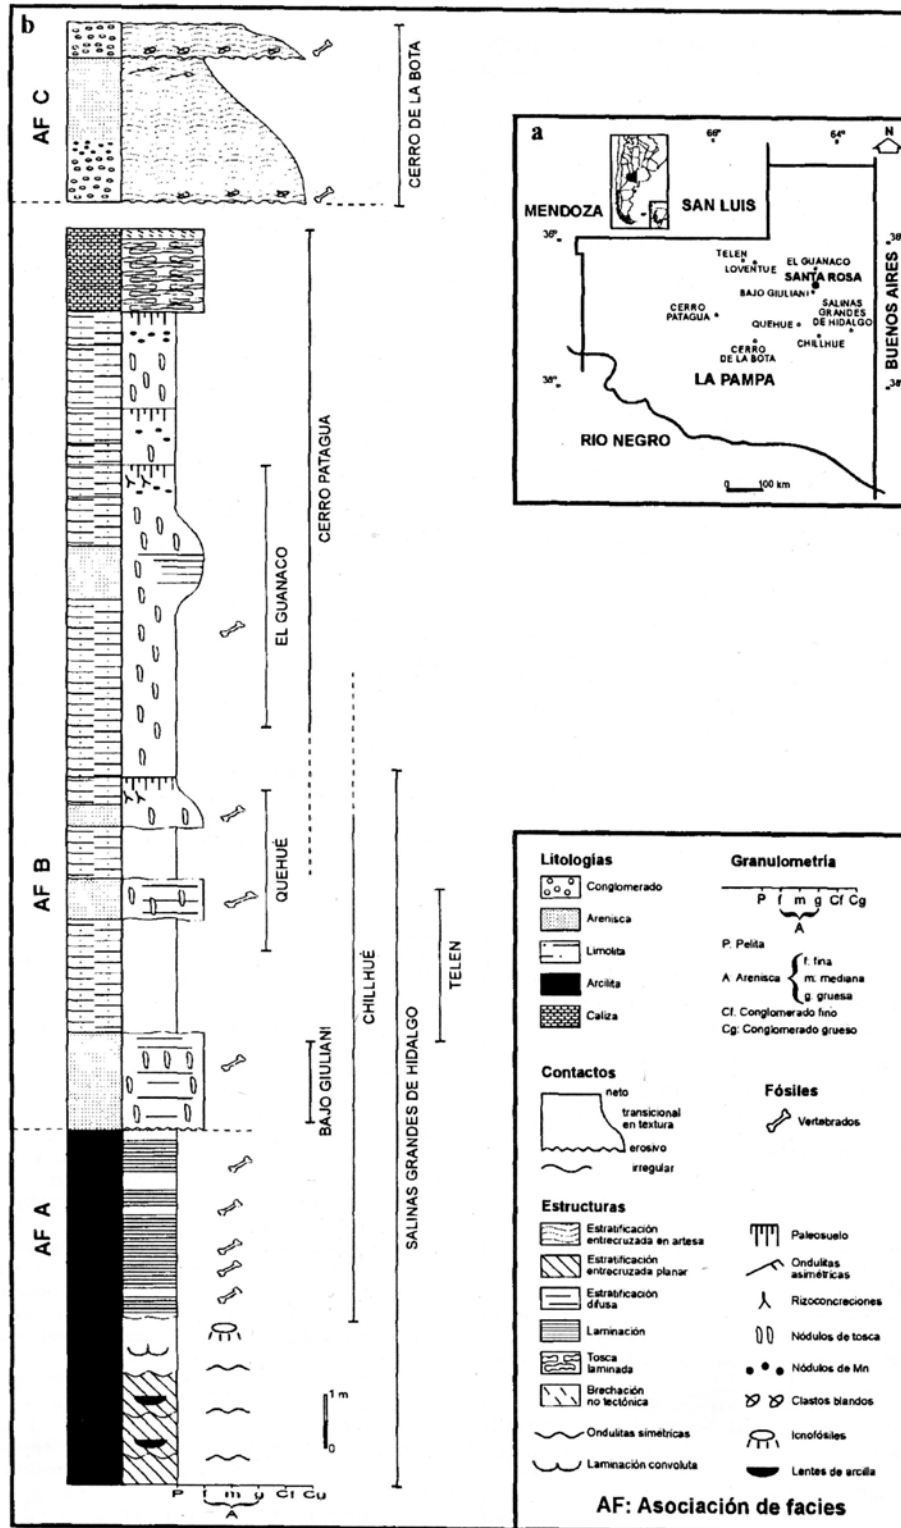 b
AF C
CERRO DE LA BOTA
CERRO PATAGUA
EL GUANACO
AF B
QUEHUÉ
CHILLHUÉ
TELEN
BAJO GIULIANI
SALINAS GRANDES DE HIDALGO
AF A
1 m
0
P f m g Cf Cg
A
a
66°
64°
N
MENDOZA
SAN LUIS
36°
36°
TELEN
LOVENTUE
EL GUANACO
SANTA ROSA
BAJO GIULIANI
SALINAS
GRANDES
DE HIDALGO
CERRO
PATAGUA
QUEHUE
CHILLHUE
CERRO
DE LA BOTA
BUENOS AIRES
38°
38°
LA PAMPA
RIO NEGRO
0 100 km
Litologías
Conglomerado
Arenisca
Limolita
Arcilita
Caliza
Granulometría
P f m g Cf Cg
A
P: Pelita
A: Arenisca
f: fina
m: mediana
g: gruesa
Cf: Conglomerado fino
Cg: Conglomerado grueso
Contactos
neto
transicional
en textura
erosivo
irregular
Fósiles
Vertebrados
Estructuras
Estratificación
entrecruzada en artesa
Estratificación
entrecruzada planar
Estratificación
difusa
Laminación
Tosca
laminada
Brechación
no tectónica
Ondulitas simétricas
Laminación convoluta
Paleosuelo
Ondulitas
asimétricas
Rizoconcreciones
Nódulos de tosca
Nódulos de Mn
Clastos blandos
Icnofósiles
Lentes de arcilla
AF: Asociación de facies